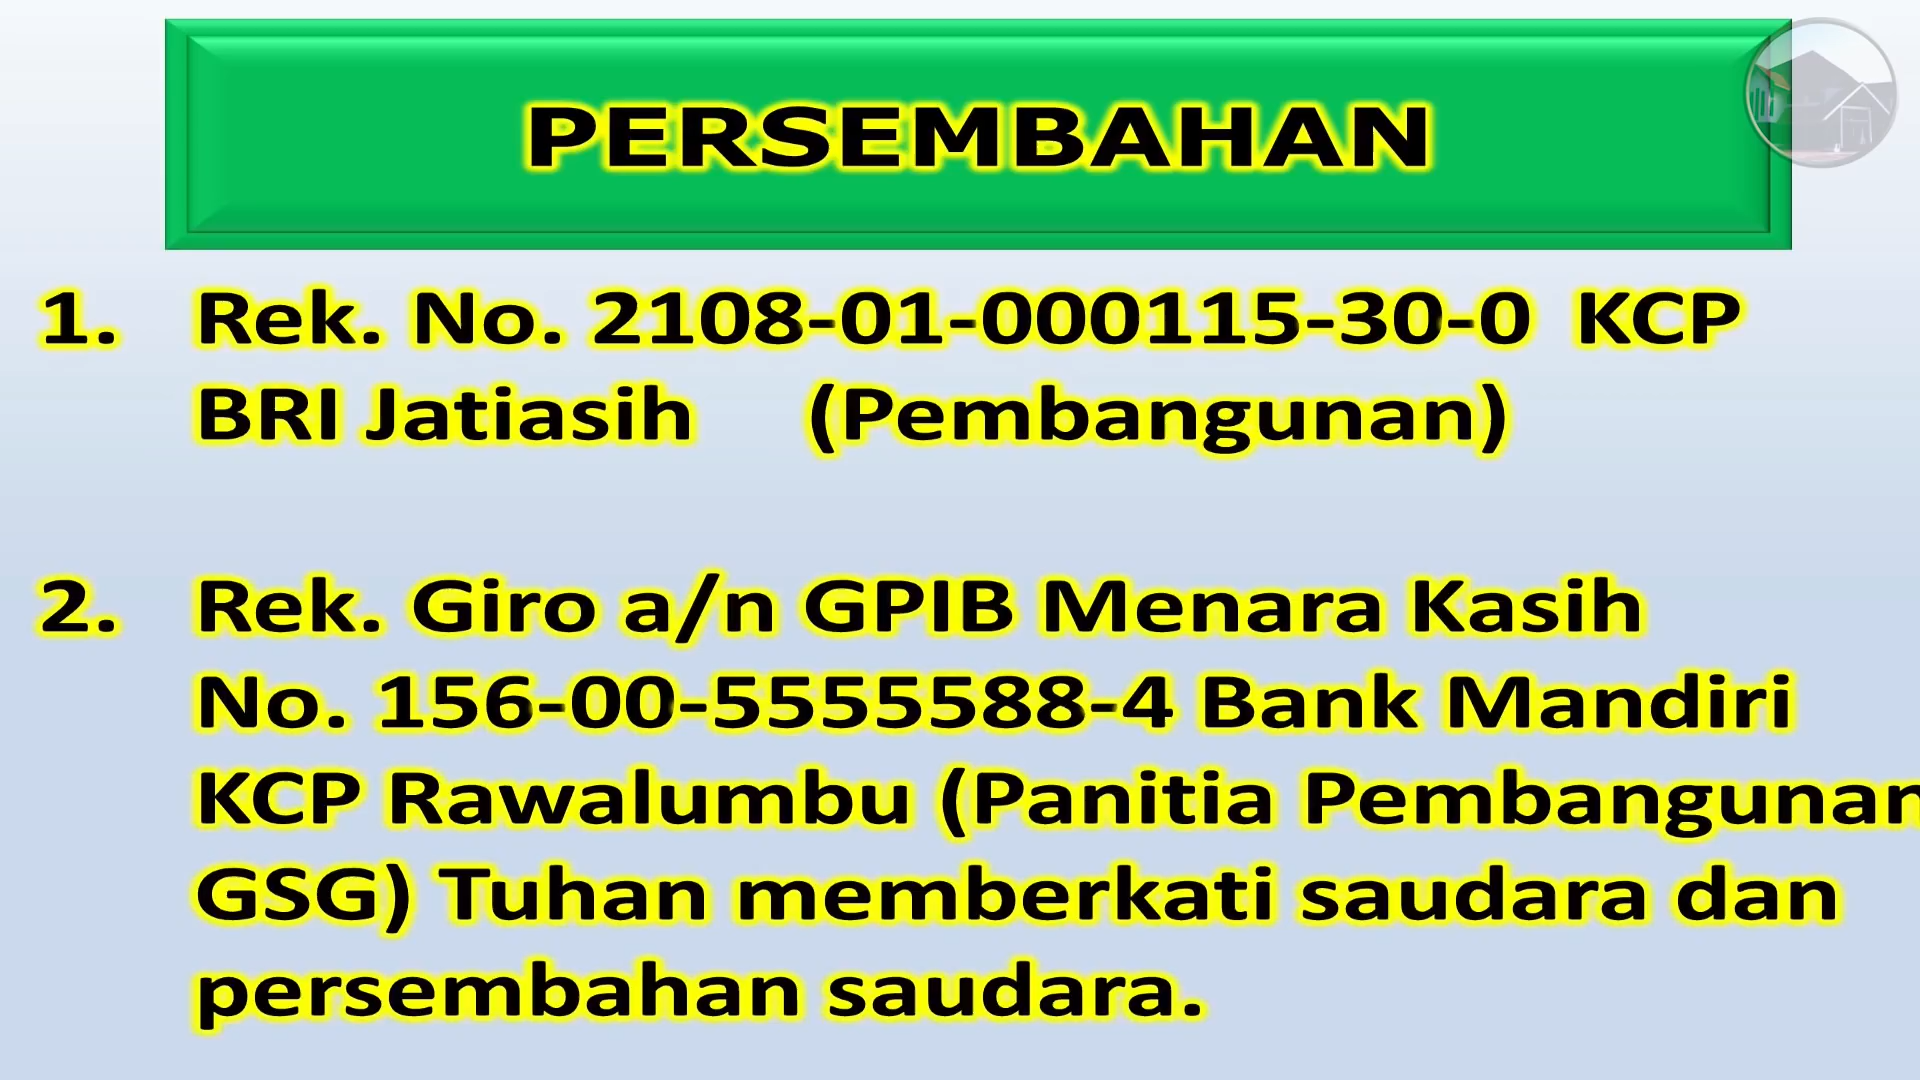 PERSEMBAHAN
1. Rek. No. 2108-01-000115-30-0 KCP
BRI Jatiasih (Pembangunan)
2. Rek. Giro a/n GPIB Menara Kasih
No. 156-00-5555588-4 Bank Mandiri
KCP Rawalumbu (Panitia Pembangunan
GSG) Tuhan memberkati saudara dan
persembahan saudara.